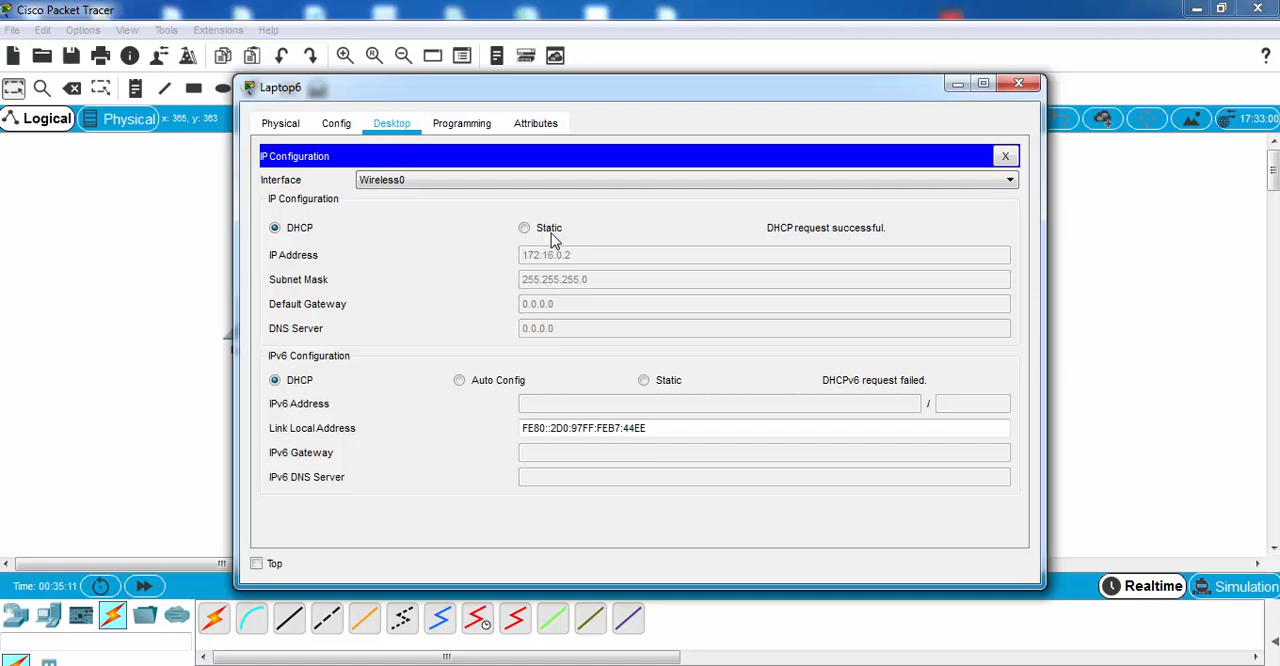 Cisco Packet Tracer
File Edit Options View Tools Extensions Help
?
Laptop6
Logical Physical x: 365, y: 363 17:33:00
Physical Config Desktop Programming Attributes
IP Configuration X
Interface Wireless0
IP Configuration
DHCP Static DHCP request successful.
IP Address 172.16.0.2
Subnet Mask 255.255.255.0
Default Gateway 0.0.0.0
DNS Server 0.0.0.0
IPv6 Configuration
DHCP Auto Config Static DHCPv6 request failed.
IPv6 Address /
Link Local Address FE80::2D0:97FF:FEB7:44EE
IPv6 Gateway
IPv6 DNS Server
Top
Time: 00:35:11 Realtime Simulation